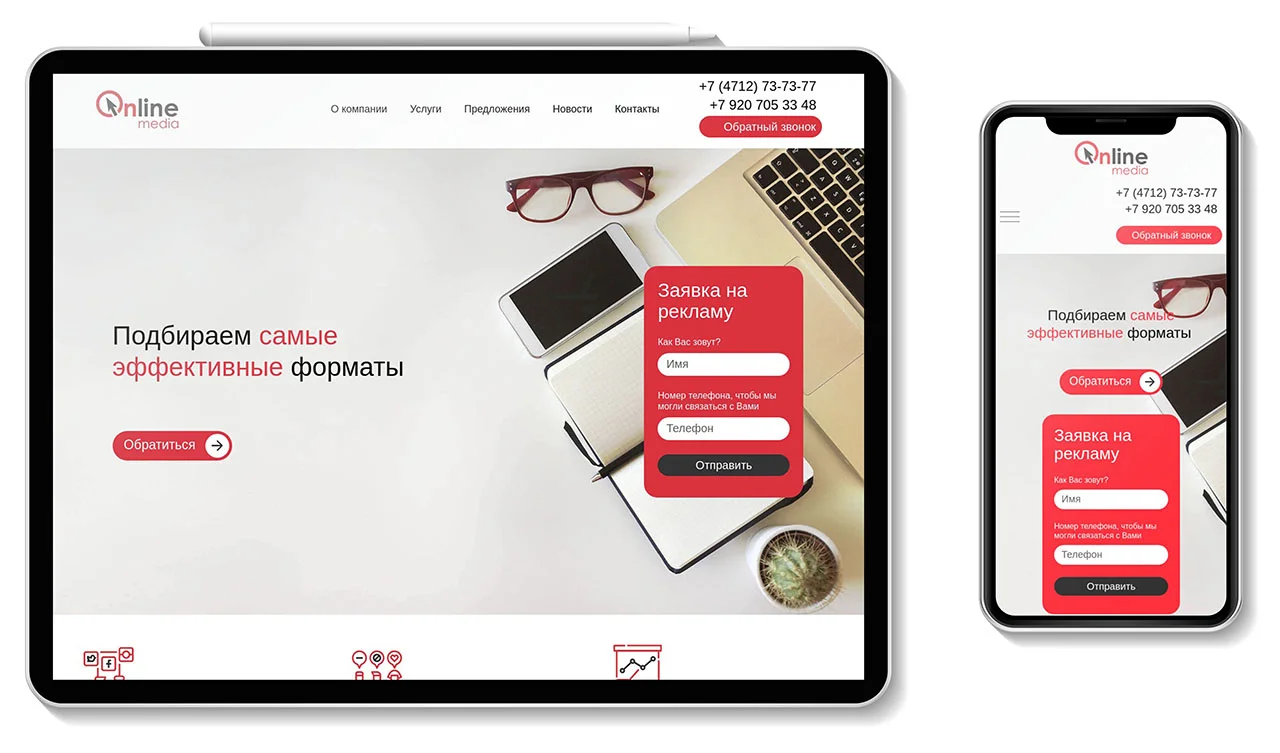 Online
media
О компании Услуги Предложения Новости Контакты
+7 (4712) 73-73-77
+7 920 705 33 48
Обратный звонок
Подбираем самые
эффективные форматы
Обратиться
Заявка на
рекламу
Как Вас зовут?
Имя
Номер телефона, чтобы мы
могли связаться с Вами
Телефон
Отправить
Online
media
+7 (4712) 73-73-77
+7 920 705 33 48
Обратный звонок
Подбираем самые
эффективные форматы
Обратиться
Заявка на
рекламу
Как Вас зовут?
Имя
Номер телефона, чтобы мы
могли связаться с Вами
Телефон
Отправить